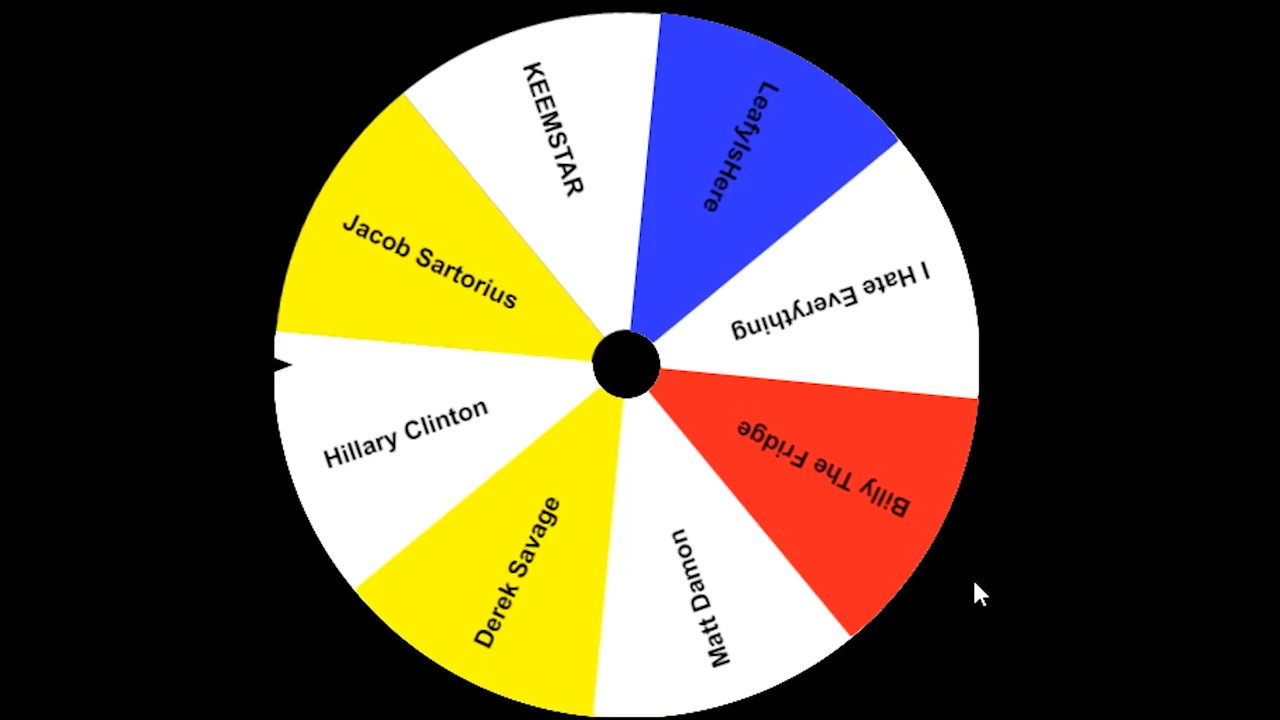 KEEMSTAR
LeafyIsHere
I Hate Everything
Billy The Fridge
Matt Damon
Derek Savage
Hillary Clinton
Jacob Sartorius